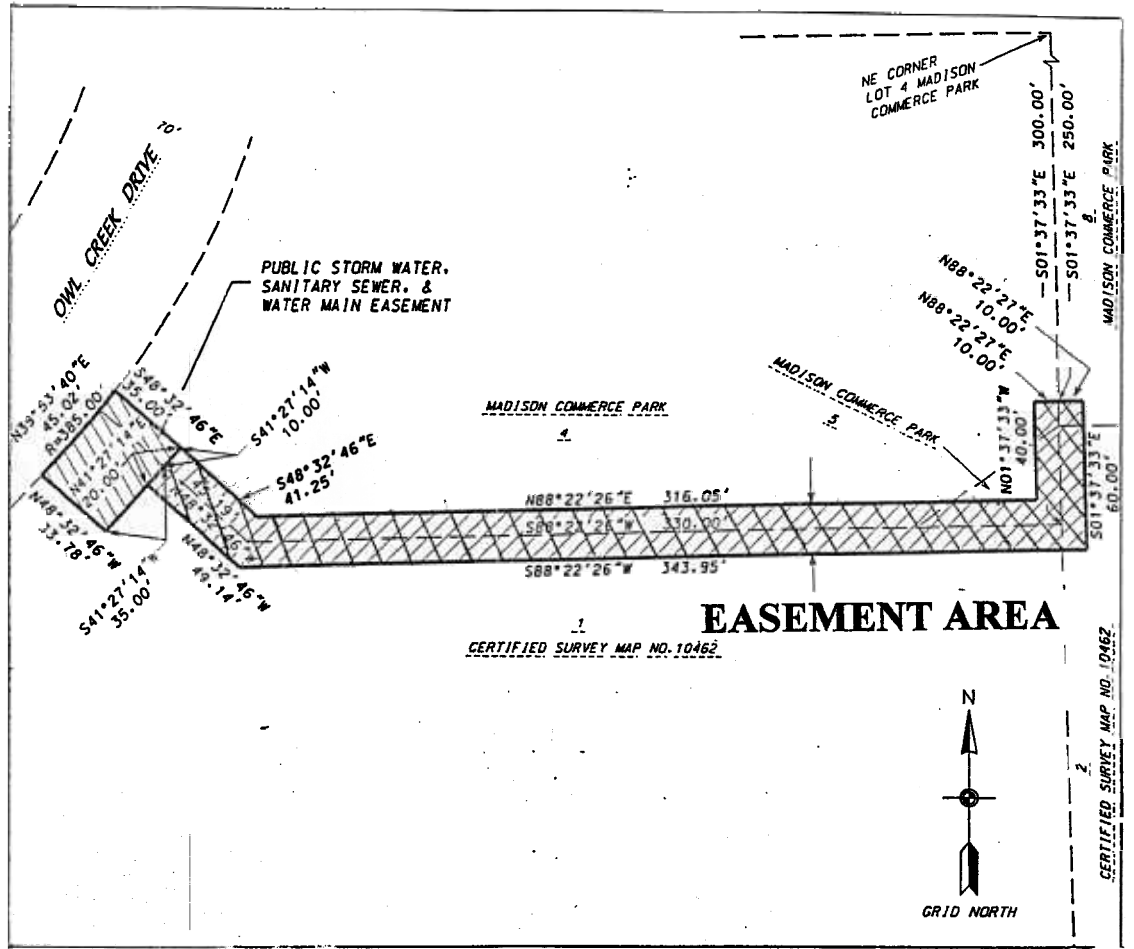 NE CORNER
LOT 4 MADISON
COMMERCE PARK
S01°37'33"E 300.00'
S01°37'33"E 250.00'
8
MADISON COMMERCE PARK
70'
OWL CREEK DRIVE
PUBLIC STORM WATER,
SANITARY SEWER, &
WATER MAIN EASEMENT
N88°22'27"E
10.00'
N88°22'27"E
10.00'
N39°53'40"E
45.02'
R=385.00'
S48°32'46"E
35.00'
S41°27'14"W
10.00'
N41°27'14"E
20.00'
MADISON COMMERCE PARK
4
MADISON COMMERCE PARK
5
N01°37'33"W
40.00'
S01°37'33"E
60.00'
S48°32'46"E
41.25'
N88°22'26"E 316.05'
S88°22'26"W 330.00'
S88°22'26"W 343.95'
N48°32'46"W
33.78'
N48°32'46"W
N48°32'46"W
49.14'
S41°27'14"W
35.00'
EASEMENT AREA
1
CERTIFIED SURVEY MAP NO. 10462
2
CERTIFIED SURVEY MAP NO. 10462
N
GRID NORTH